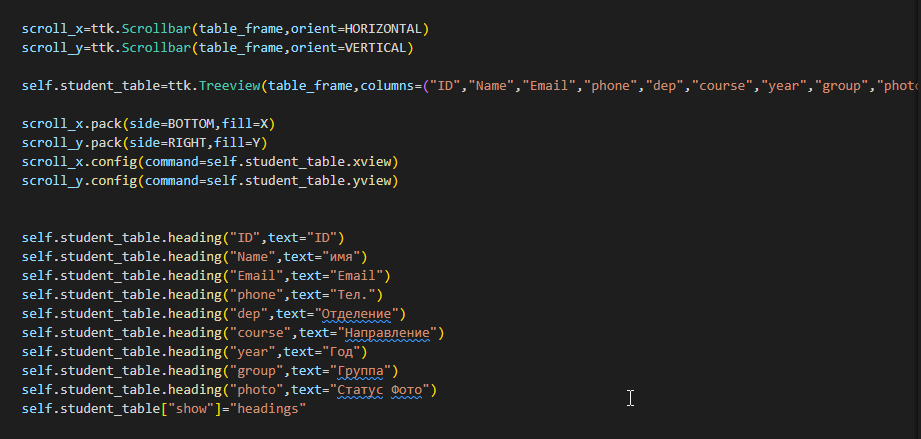 scroll_x=ttk.Scrollbar(table_frame,orient=HORIZONTAL)
scroll_y=ttk.Scrollbar(table_frame,orient=VERTICAL)
self.student_table=ttk.Treeview(table_frame,columns=("ID","Name","Email","phone","dep","course","year","group","photo
scroll_x.pack(side=BOTTOM,fill=X)
scroll_y.pack(side=RIGHT,fill=Y)
scroll_x.config(command=self.student_table.xview)
scroll_y.config(command=self.student_table.yview)
self.student_table.heading("ID",text="ID")
self.student_table.heading("Name",text="имя")
self.student_table.heading("Email",text="Email")
self.student_table.heading("phone",text="Тел.")
self.student_table.heading("dep",text="Отделение")
self.student_table.heading("course",text="Направление")
self.student_table.heading("year",text="Год")
self.student_table.heading("group",text="Группа")
self.student_table.heading("photo",text="Статус Фото")
self.student_table["show"]="headings"